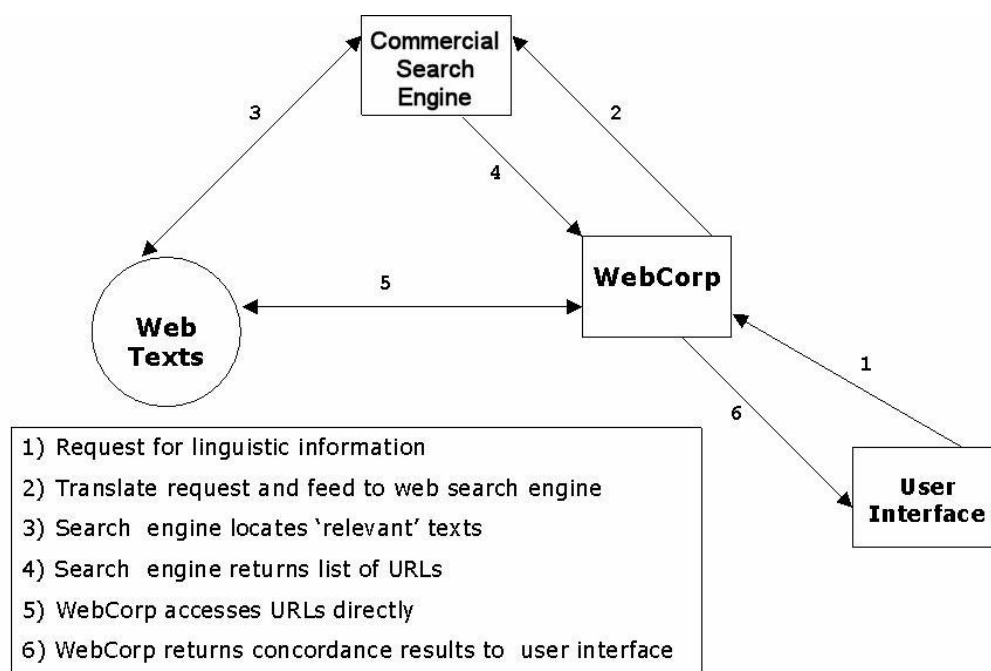 Commercial
Search
Engine
3
2
4
WebCorp
5
Web
Texts
1
6
User
Interface
1) Request for linguistic information
2) Translate request and feed to web search engine
3) Search engine locates ‘relevant’ texts
4) Search engine returns list of URLs
5) WebCorp accesses URLs directly
6) WebCorp returns concordance results to user interface